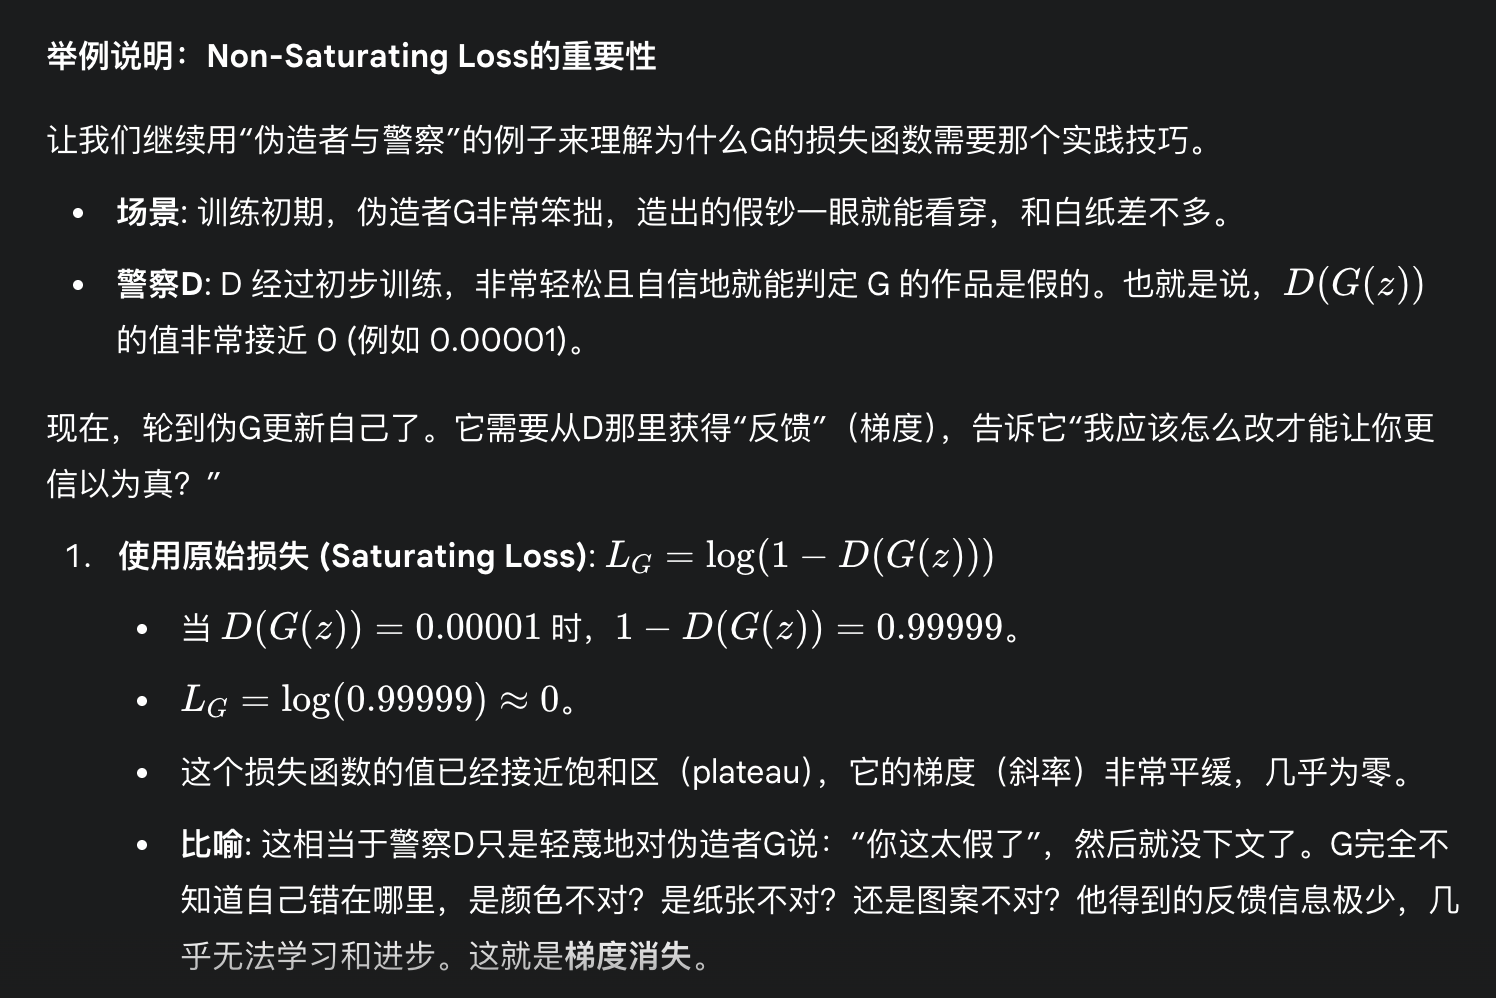 举例说明：Non-Saturating Loss的重要性
让我们继续用“伪造者与警察”的例子来理解为什么G的损失函数需要那个实践技巧。
• 场景: 训练初期，伪造者G非常笨拙，造出的假钞一眼就能看穿，和白纸差不多。
• 警察D: D 经过初步训练，非常轻松且自信地就能判定 G 的作品是假的。也就是说，D(G(z))
的值非常接近 0 (例如 0.00001)。
现在，轮到伪G更新自己了。它需要从D那里获得“反馈”（梯度），告诉它“我应该怎么改才能让你更
信以为真？”
1. 使用原始损失 (Saturating Loss): L_G = log(1 − D(G(z)))
• 当 D(G(z)) = 0.00001 时，1 − D(G(z)) = 0.99999。
• L_G = log(0.99999) ≈ 0。
• 这个损失函数的值已经接近饱和区（plateau），它的梯度（斜率）非常平缓，几乎为零。
• 比喻: 这相当于警察D只是轻蔑地对伪造者G说：“你这太假了”，然后就没下文了。G完全不
知道自己错在哪里，是颜色不对？是纸张不对？还是图案不对？他得到的反馈信息极少，几
乎无法学习和进步。这就是梯度消失。